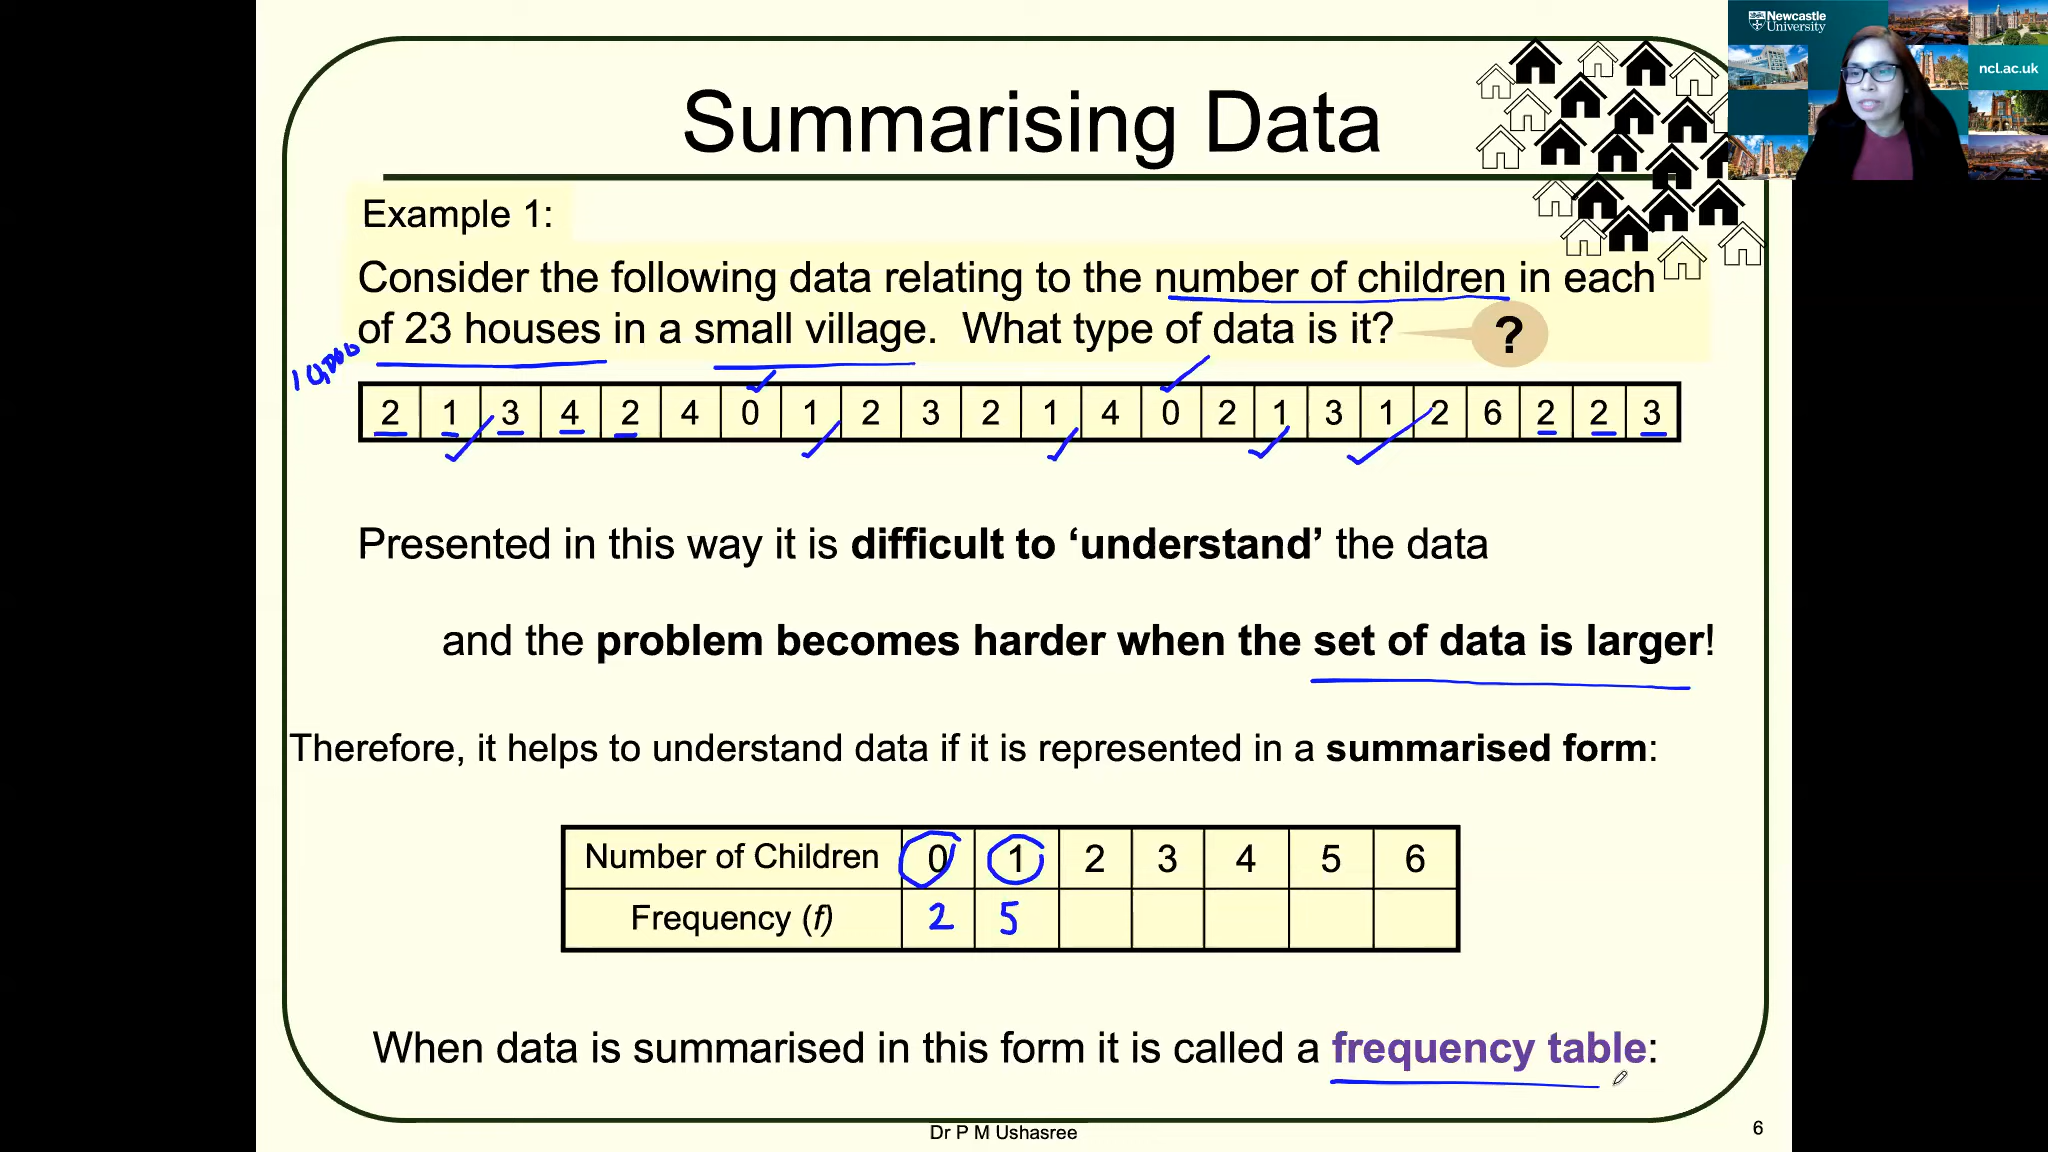 Newcastle
University
ncl.ac.uk
Summarising Data
Example 1:
Consider the following data relating to the number of children in each
of 23 houses in a small village. What type of data is it?
?
10,000
2 1 3 4 2 4 0 1 2 3 2 1 4 0 2 1 3 1 2 6 2 2 3
Presented in this way it is difficult to ‘understand’ the data
and the problem becomes harder when the set of data is larger!
Therefore, it helps to understand data if it is represented in a summarised form:
Number of Children 0 1 2 3 4 5 6
Frequency (f) 2 5
When data is summarised in this form it is called a frequency table:
Dr P M Ushasree
6